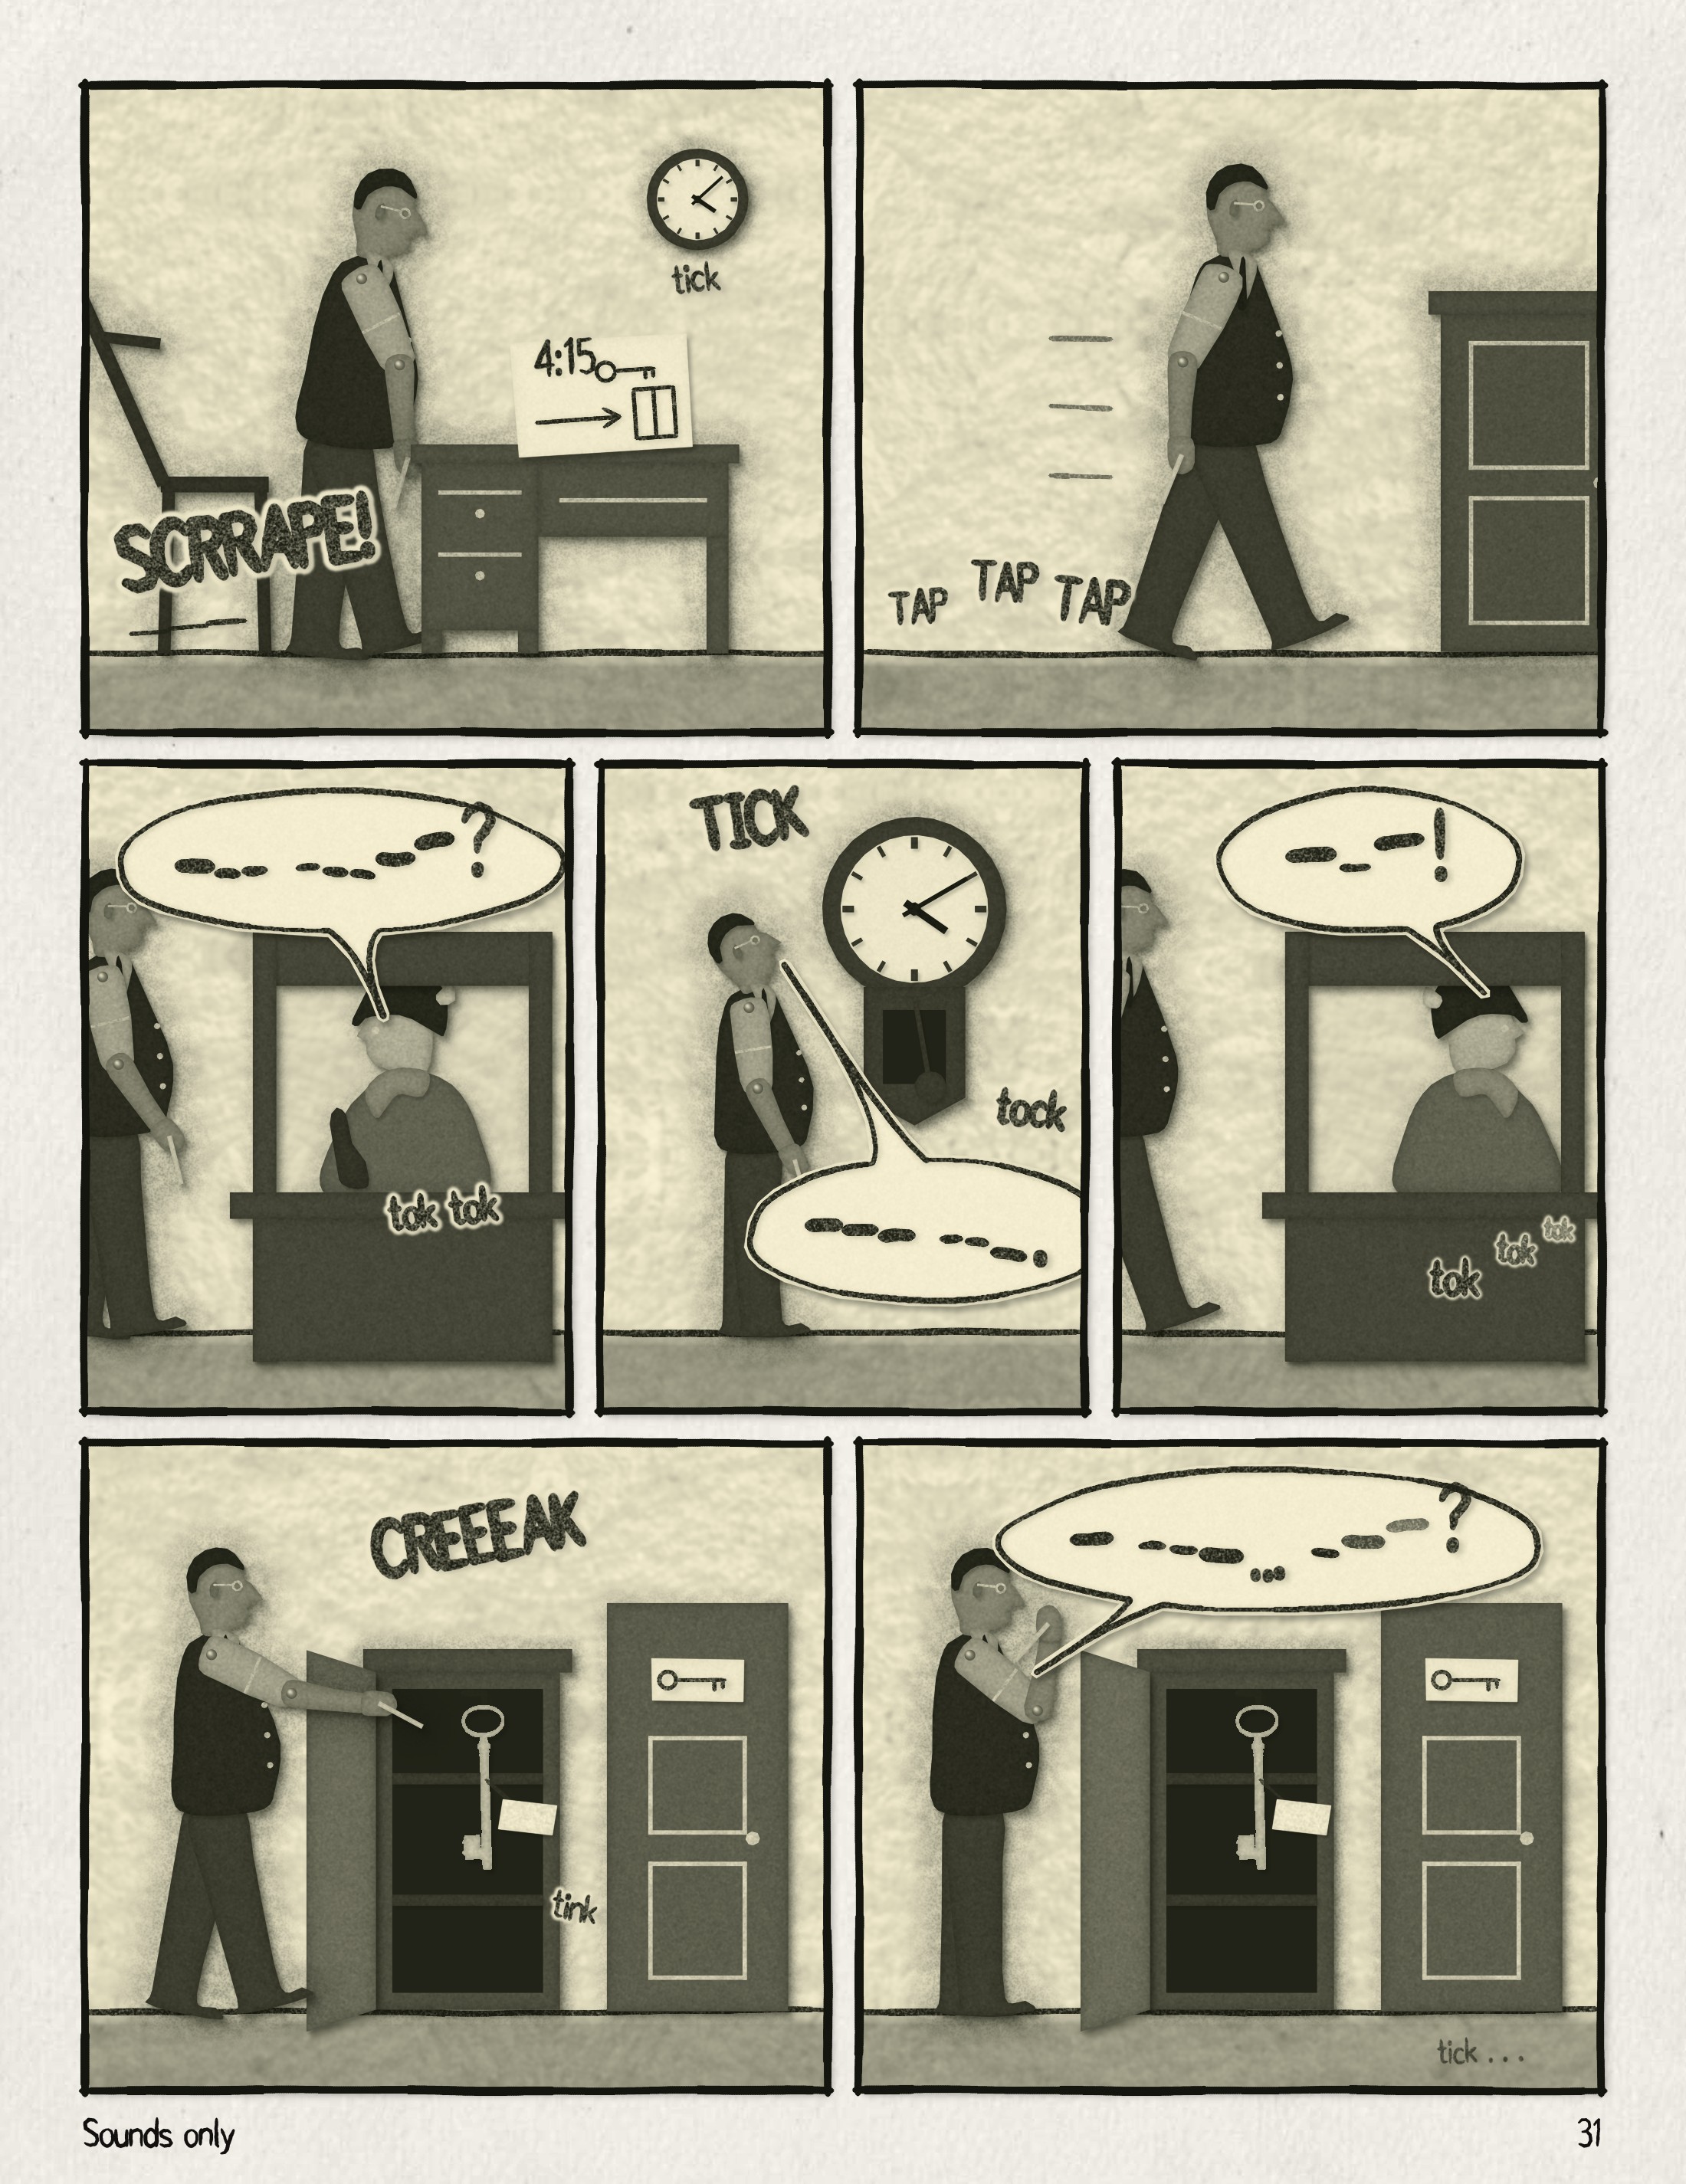 tick
4:15
SCRRAPE!
TAP TAP TAP
?
tok tok
TICK
tock
!
tok tok tok
CREEEAK
tink
... ?
tick...
Sounds only
31